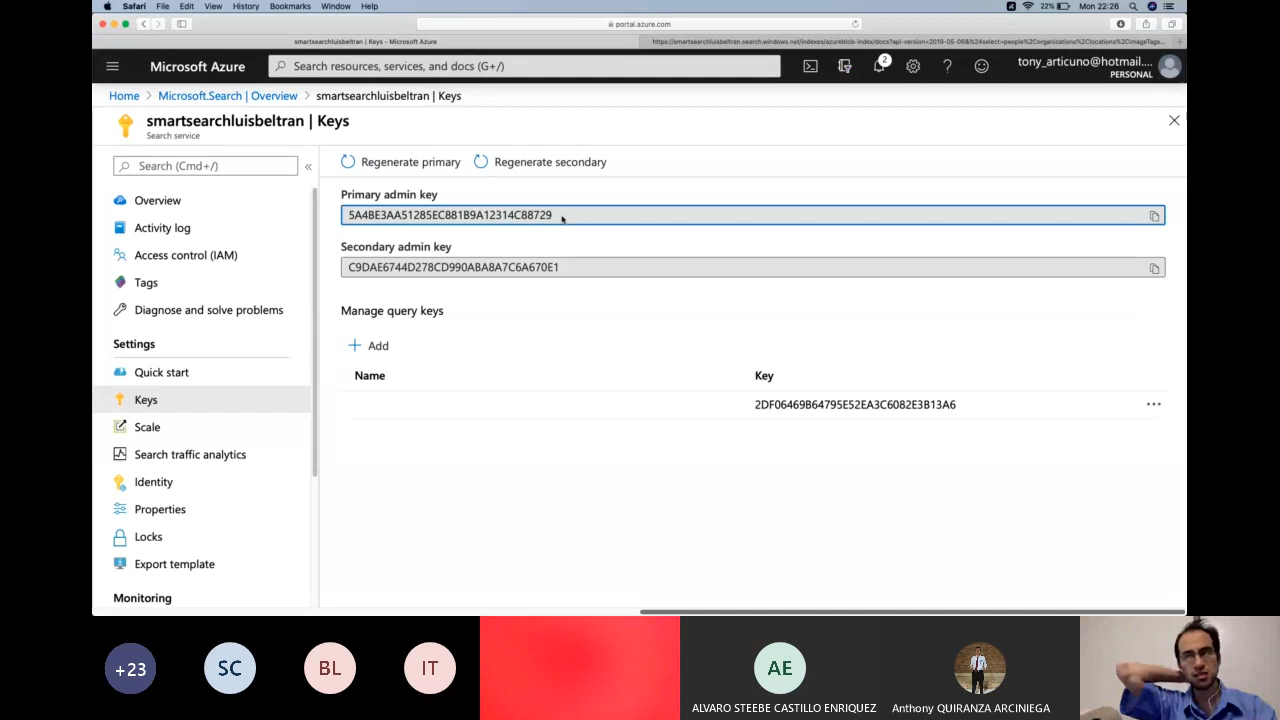 Safari File Edit View History Bookmarks Window Help
22% Mon 22:26
portal.azure.com
smartsearchluisbeltran | Keys - Microsoft Azure
Microsoft Azure
Search resources, services, and docs (G+/)
2
tony_articuno@hotmail....
PERSONAL
Home > Microsoft.Search | Overview > smartsearchluisbeltran | Keys
smartsearchluisbeltran | Keys
Search service
Search (Cmd+/)
«
Overview
Activity log
Access control (IAM)
Tags
Diagnose and solve problems
Settings
Quick start
Keys
Scale
Search traffic analytics
Identity
Properties
Locks
Export template
Monitoring
Regenerate primary
Regenerate secondary
Primary admin key
5A4BE3AA51285EC881B9A12314C88729
Secondary admin key
C9DAE6744D278CD990ABA8A7C6A670E1
Manage query keys
Add
Name Key
2DF06469B64795E52EA3C6082E3B13A6
+23
SC
BL
IT
AE
ALVARO STEEBE CASTILLO ENRIQUEZ
Anthony QUIRANZA ARCINIEGA